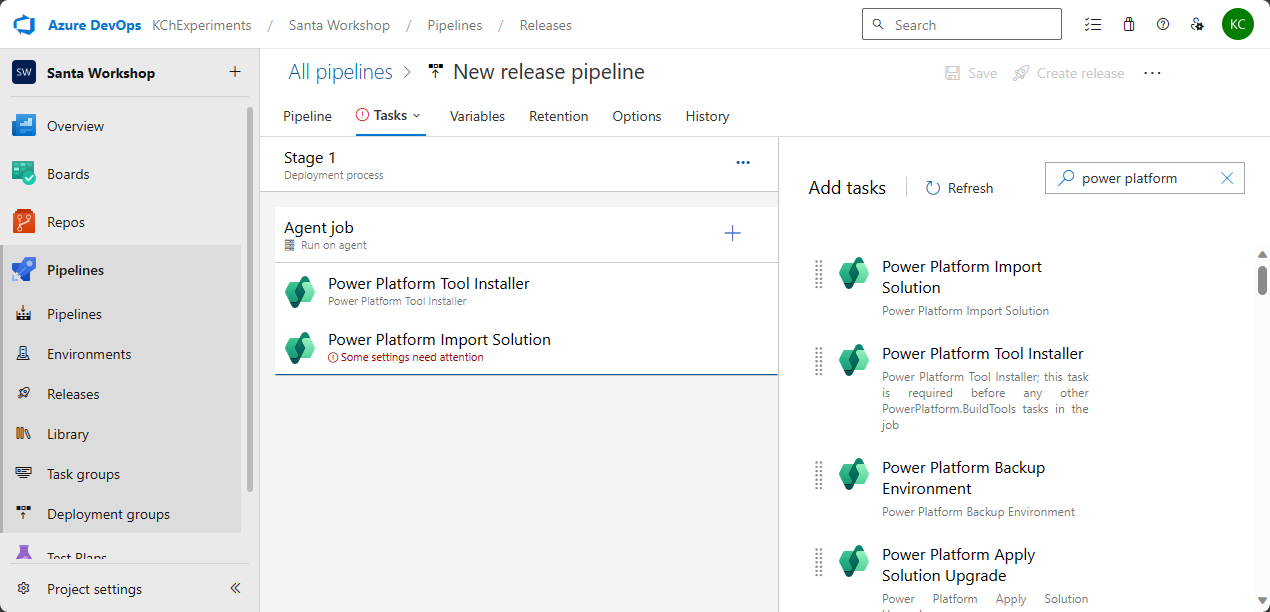 Azure DevOps KChExperiments / Santa Workshop / Pipelines / Releases
Search
KC
SW Santa Workshop
Overview
Boards
Repos
Pipelines
Pipelines
Environments
Releases
Library
Task groups
Deployment groups
Test Plans
Project settings
All pipelines > New release pipeline
Save Create release
Pipeline Tasks Variables Retention Options History
Stage 1
Deployment process
Agent job
Run on agent
Power Platform Tool Installer
Power Platform Tool Installer
Power Platform Import Solution
Some settings need attention
Add tasks Refresh
power platform
Power Platform Import
Solution
Power Platform Import Solution
Power Platform Tool Installer
Power Platform Tool Installer; this task
is required before any other
PowerPlatform.BuildTools tasks in the
job
Power Platform Backup
Environment
Power Platform Backup Environment
Power Platform Apply
Solution Upgrade
Power Platform Apply Solution